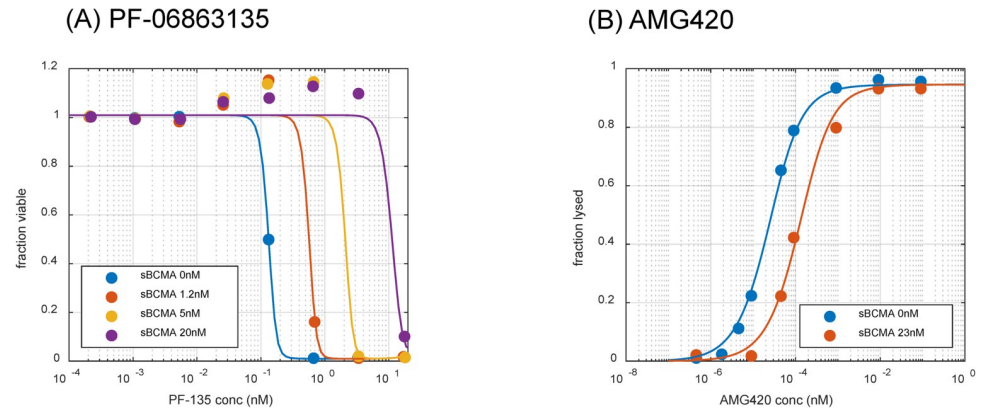 (A) PF-06863135
(B) AMG420
1.2
1
0.8
0.6
0.4
0.2
0
fraction viable
sBCMA 0nM
sBCMA 1.2nM
sBCMA 5nM
sBCMA 20nM
10 -4
10 -3
10 -2
10 -1
10 0
10 1
PF-135 conc (nM)
1
0.8
0.6
0.4
0.2
0
fraction lysed
sBCMA 0nM
sBCMA 23nM
10 -8
10 -6
10 -4
10 -2
10 0
AMG420 conc (nM)